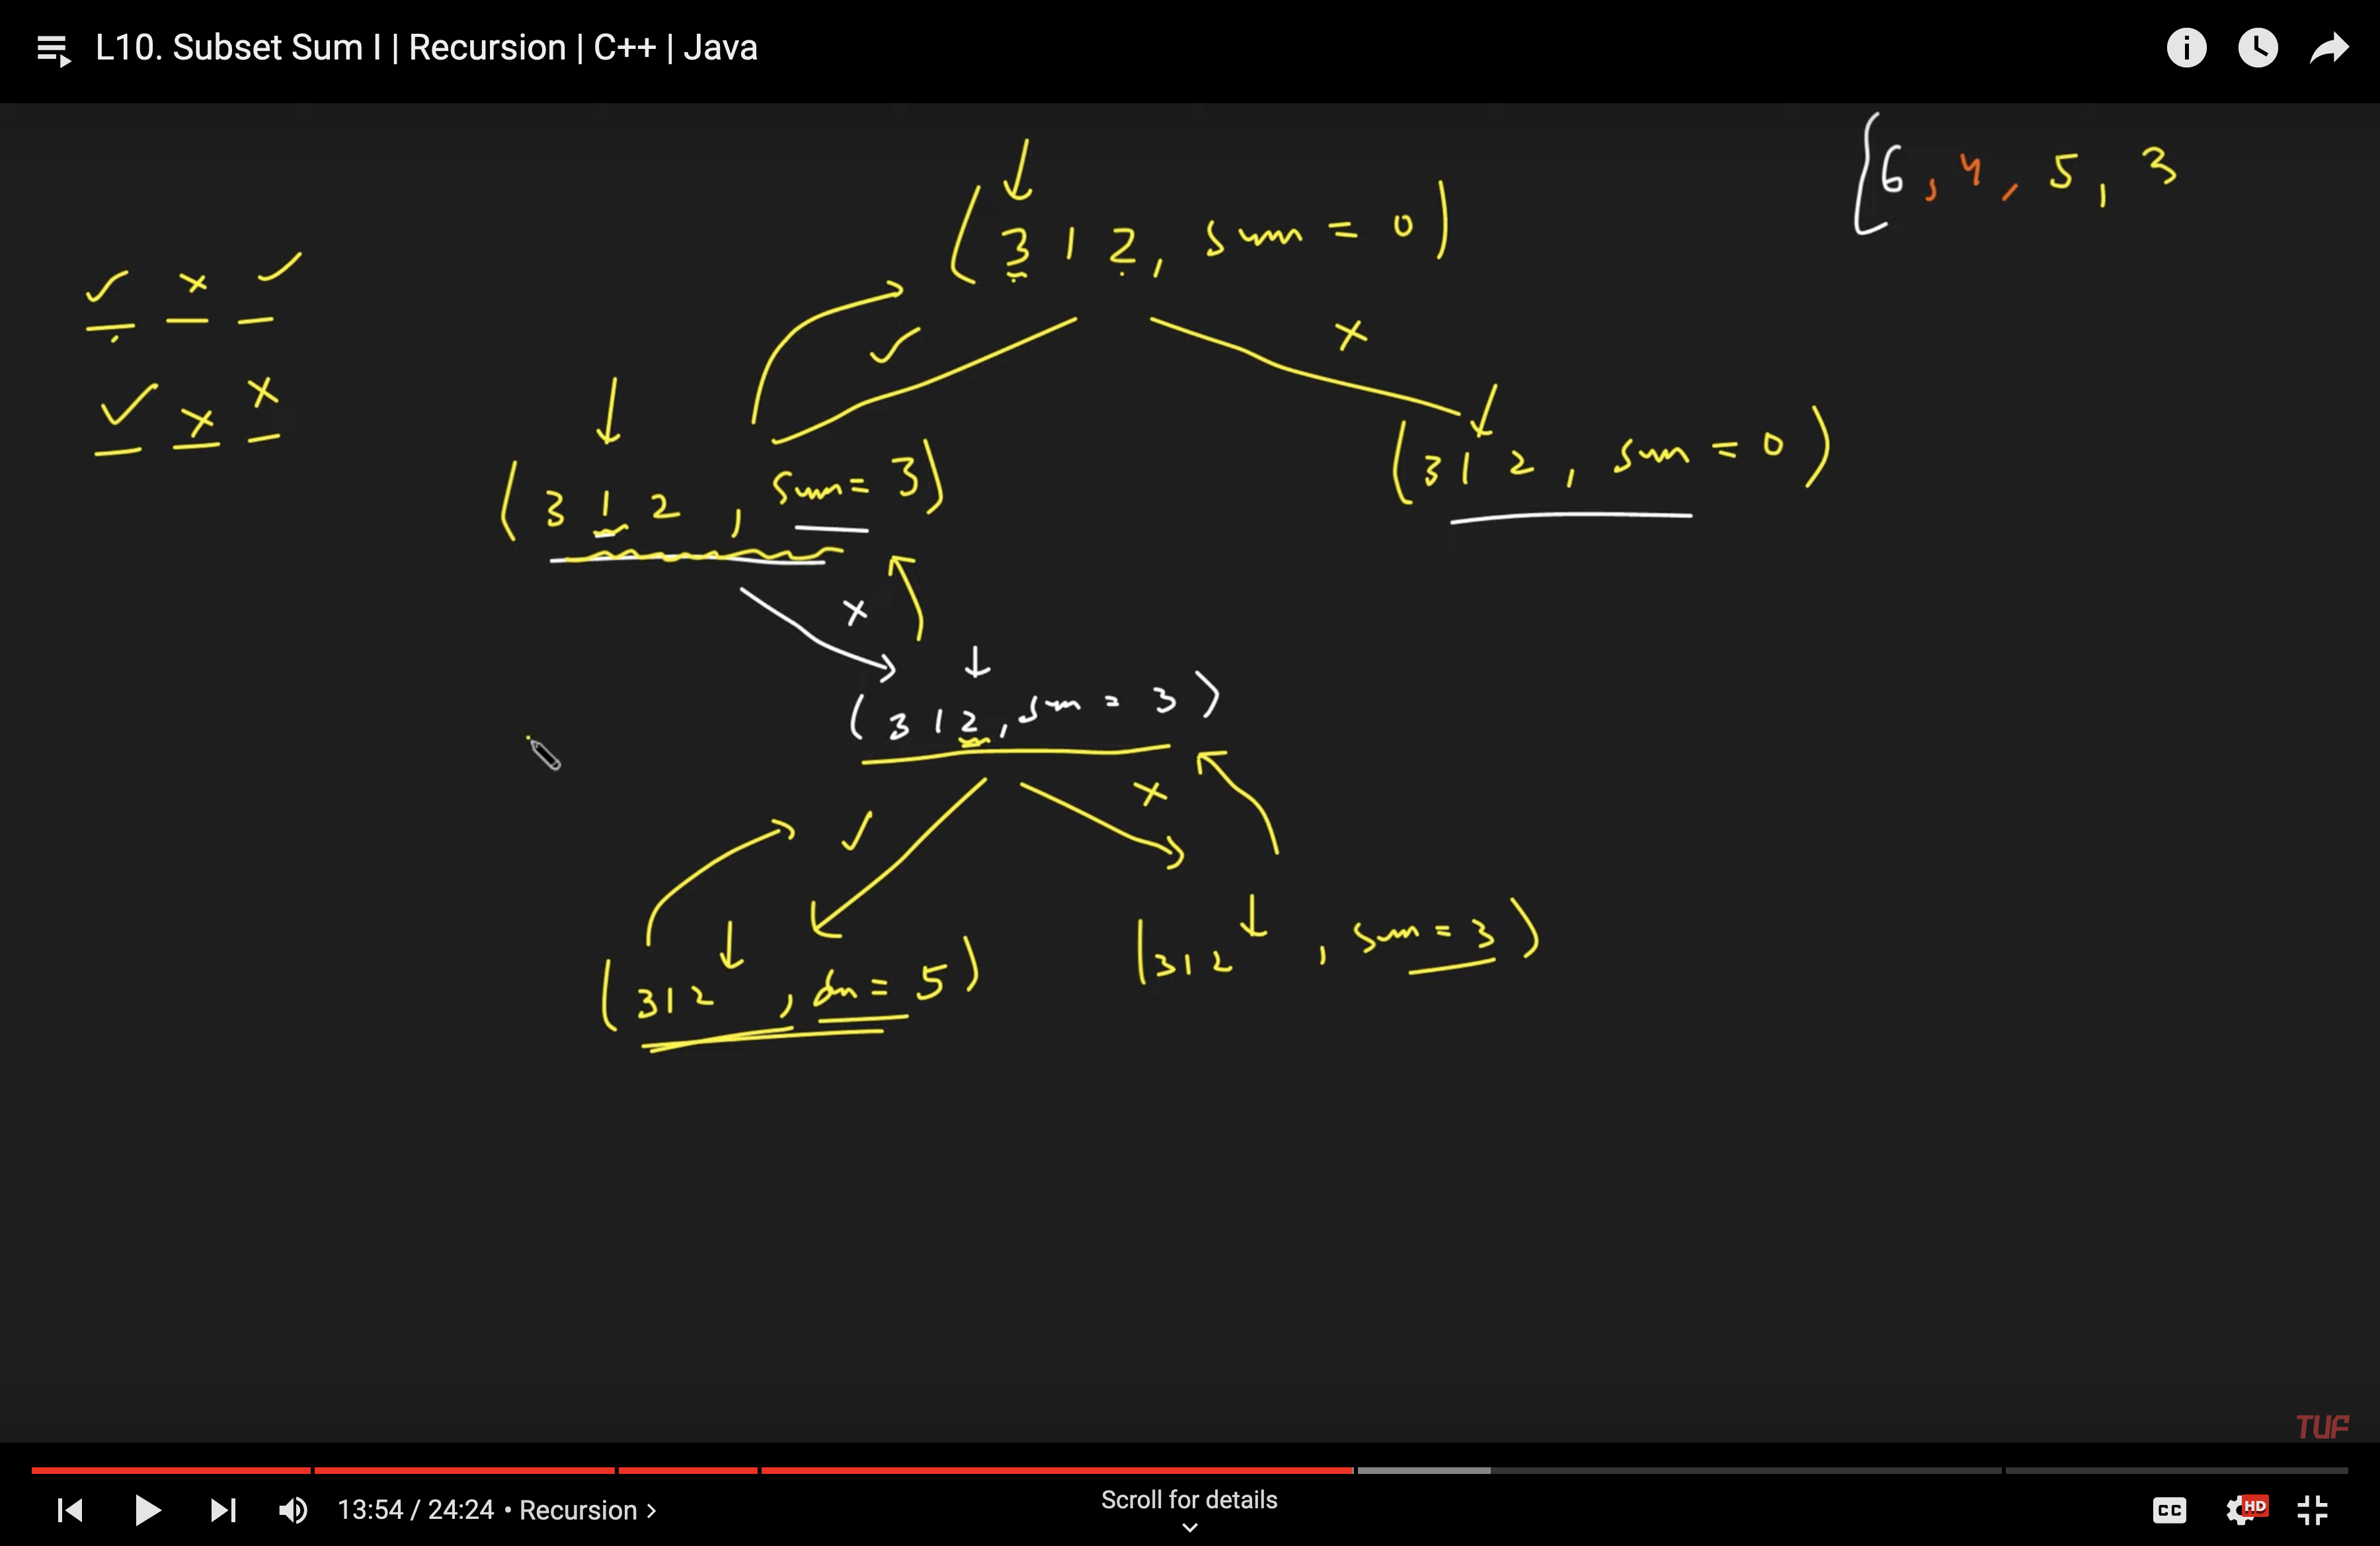 L10. Subset Sum I | Recursion | C++ | Java
[6, 4, 5, 3
(3 1 2, sum = 0)
(3 1 2, sum = 3)
(3 1 2, sum = 0)
(3 1 2, sum = 3)
(3 1 2, sum = 5)
(3 1 2, sum = 3)
TUF
13:54 / 24:24 • Recursion >
Scroll for details
CC
HD